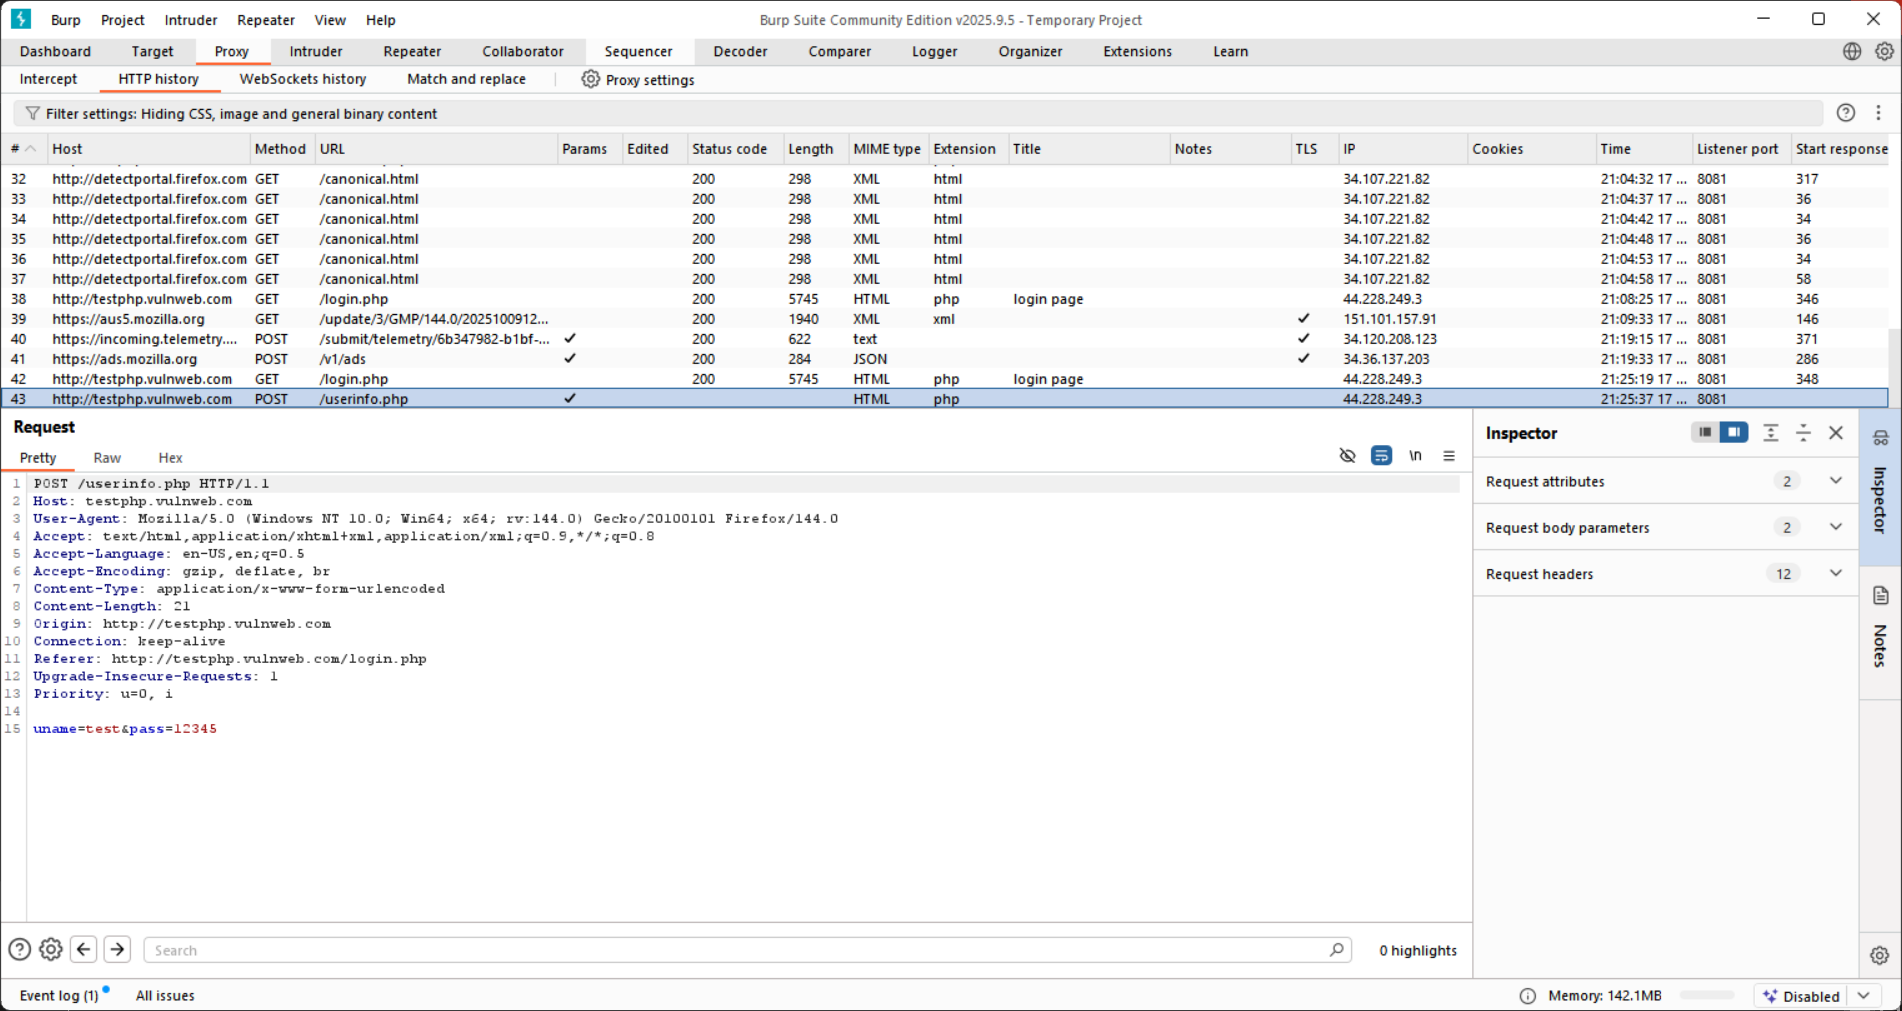 Burp Project Intruder Repeater View Help Burp Suite Community Edition v2025.9.5 - Temporary Project
Dashboard Target Proxy Intruder Repeater Collaborator Sequencer Decoder Comparer Logger Organizer Extensions Learn
Intercept HTTP history WebSockets history Match and replace Proxy settings
Filter settings: Hiding CSS, image and general binary content
# Host Method URL Params Edited Status code Length MIME type Extension Title Notes TLS IP Cookies Time Listener port Start response
32 http://detectportal.firefox.com GET /canonical.html 200 298 XML html 34.107.221.82 21:04:32 17 ... 8081 317
33 http://detectportal.firefox.com GET /canonical.html 200 298 XML html 34.107.221.82 21:04:37 17 ... 8081 36
34 http://detectportal.firefox.com GET /canonical.html 200 298 XML html 34.107.221.82 21:04:42 17 ... 8081 34
35 http://detectportal.firefox.com GET /canonical.html 200 298 XML html 34.107.221.82 21:04:48 17 ... 8081 36
36 http://detectportal.firefox.com GET /canonical.html 200 298 XML html 34.107.221.82 21:04:53 17 ... 8081 34
37 http://detectportal.firefox.com GET /canonical.html 200 298 XML html 34.107.221.82 21:04:58 17 ... 8081 58
38 http://testphp.vulnweb.com GET /login.php 200 5745 HTML php login page 44.228.249.3 21:08:25 17 ... 8081 346
39 https://aus5.mozilla.org GET /update/3/GMP/144.0/2025100912... 200 1940 XML xml ✓ 151.101.157.91 21:09:33 17 ... 8081 146
40 https://incoming.telemetry.... POST /submit/telemetry/6b347982-b1bf-... ✓ 200 622 text ✓ 34.120.208.123 21:19:15 17 ... 8081 371
41 https://ads.mozilla.org POST /v1/ads ✓ 200 284 JSON ✓ 34.36.137.203 21:19:33 17 ... 8081 286
42 http://testphp.vulnweb.com GET /login.php 200 5745 HTML php login page 44.228.249.3 21:25:19 17 ... 8081 348
43 http://testphp.vulnweb.com POST /userinfo.php ✓ HTML php 44.228.249.3 21:25:37 17 ... 8081
Request
Pretty Raw Hex \n
1 POST /userinfo.php HTTP/1.1
2 Host: testphp.vulnweb.com
3 User-Agent: Mozilla/5.0 (Windows NT 10.0; Win64; x64; rv:144.0) Gecko/20100101 Firefox/144.0
4 Accept: text/html,application/xhtml+xml,application/xml;q=0.9,*/*;q=0.8
5 Accept-Language: en-US,en;q=0.5
6 Accept-Encoding: gzip, deflate, br
7 Content-Type: application/x-www-form-urlencoded
8 Content-Length: 21
9 Origin: http://testphp.vulnweb.com
10 Connection: keep-alive
11 Referer: http://testphp.vulnweb.com/login.php
12 Upgrade-Insecure-Requests: 1
13 Priority: u=0, i
14
15 uname=test&pass=12345
Inspector
Request attributes 2
Request body parameters 2
Request headers 12
Inspector
Notes
Search 0 highlights
Event log (1) All issues Memory: 142.1MB Disabled